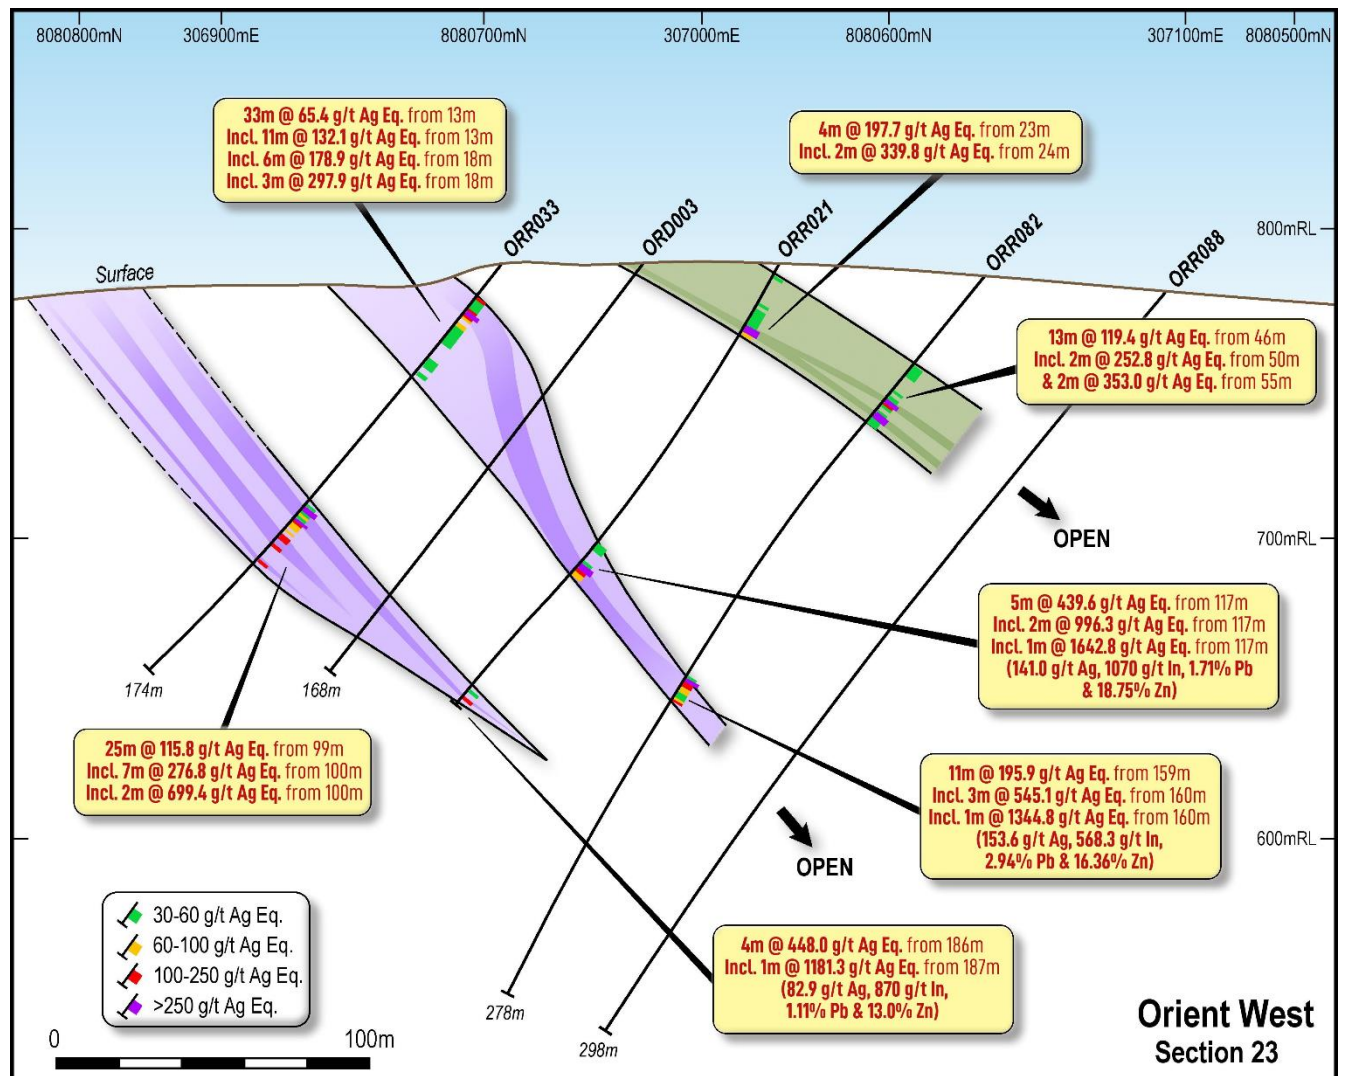 8080800mN 306900mE 8080700mN 307000mE 8080600mN 307100mE 8080500mN
33m @ 65.4 g/t Ag Eq. from 13m
Incl. 11m @ 132.1 g/t Ag Eq. from 13m
Incl. 6m @ 178.9 g/t Ag Eq. from 18m
Incl. 3m @ 297.9 g/t Ag Eq. from 18m
4m @ 197.7 g/t Ag Eq. from 23m
Incl. 2m @ 339.8 g/t Ag Eq. from 24m
ORR033
ORD003
ORR021
ORR082
ORR088
800mRL
Surface
13m @ 119.4 g/t Ag Eq. from 46m
Incl. 2m @ 252.8 g/t Ag Eq. from 50m
& 2m @ 353.0 g/t Ag Eq. from 55m
OPEN
700mRL
5m @ 439.6 g/t Ag Eq. from 117m
Incl. 2m @ 996.3 g/t Ag Eq. from 117m
Incl. 1m @ 1642.8 g/t Ag Eq. from 117m
(141.0 g/t Ag, 1070 g/t In, 1.71% Pb
& 18.75% Zn)
174m
168m
25m @ 115.8 g/t Ag Eq. from 99m
Incl. 7m @ 276.8 g/t Ag Eq. from 100m
Incl. 2m @ 699.4 g/t Ag Eq. from 100m
11m @ 195.9 g/t Ag Eq. from 159m
Incl. 3m @ 545.1 g/t Ag Eq. from 160m
Incl. 1m @ 1344.8 g/t Ag Eq. from 160m
(153.6 g/t Ag, 568.3 g/t In,
2.94% Pb & 16.36% Zn)
600mRL
OPEN
30-60 g/t Ag Eq.
60-100 g/t Ag Eq.
100-250 g/t Ag Eq.
>250 g/t Ag Eq.
4m @ 448.0 g/t Ag Eq. from 186m
Incl. 1m @ 1181.3 g/t Ag Eq. from 187m
(82.9 g/t Ag, 870 g/t In,
1.11% Pb & 13.0% Zn)
278m
298m
0 100m
Orient West
Section 23